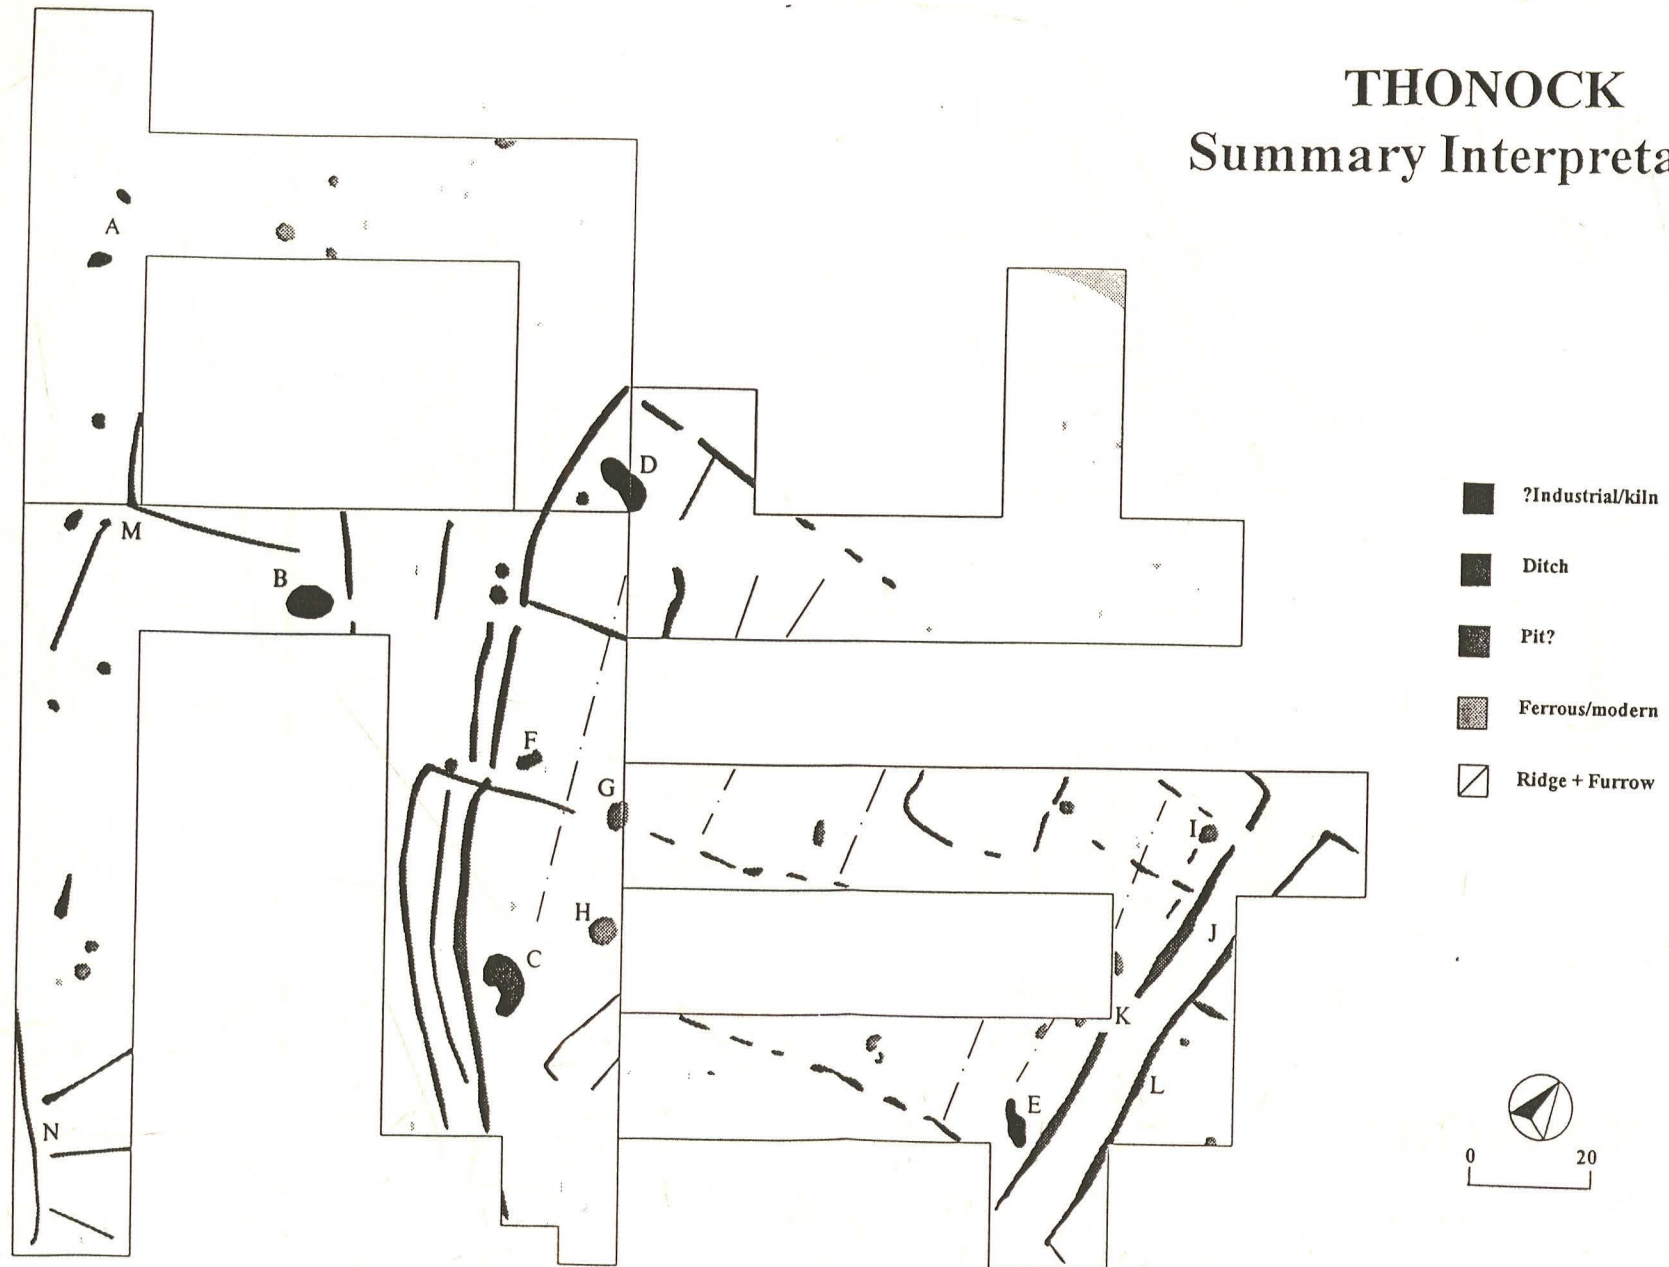 THONOCK
Summary Interpreta
A
D
M
B
F
G
I
H
C
J
K
L
E
N
?Industrial/kiln
Ditch
Pit?
Ferrous/modern
Ridge + Furrow
0 20